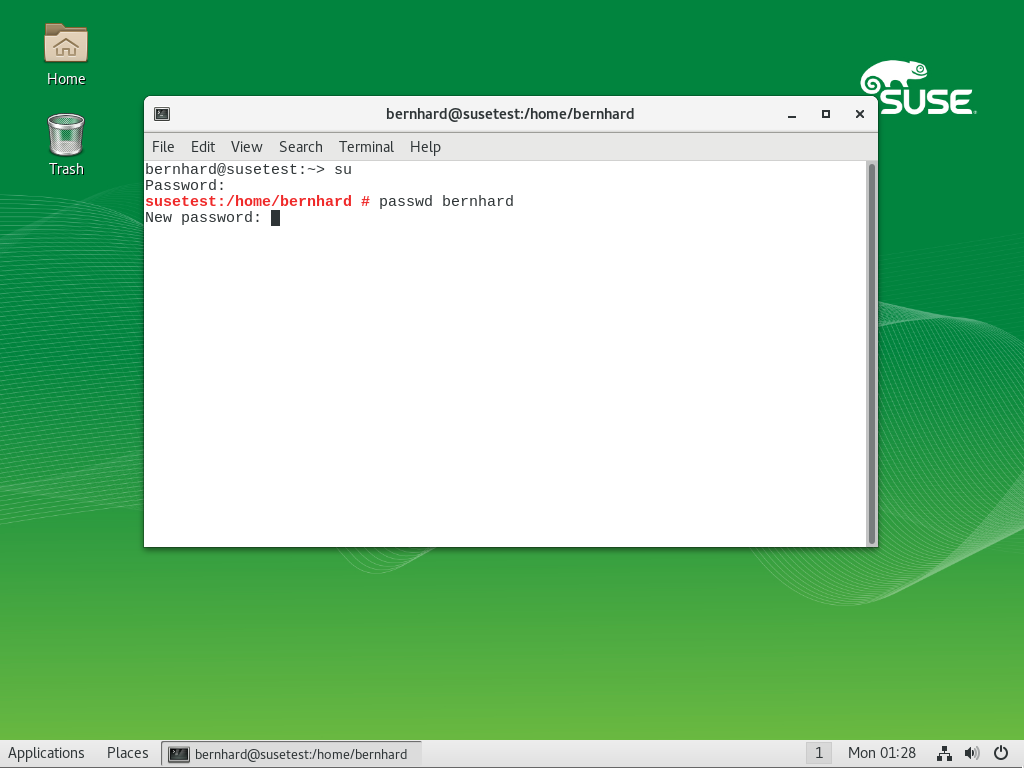 Home
Trash
SUSE
bernhard@susetest:/home/bernhard
File Edit View Search Terminal Help
bernhard@susetest:~> su
Password:
susetest:/home/bernhard # passwd bernhard
New password:
Applications Places bernhard@susetest:/home/bernhard 1 Mon 01:28